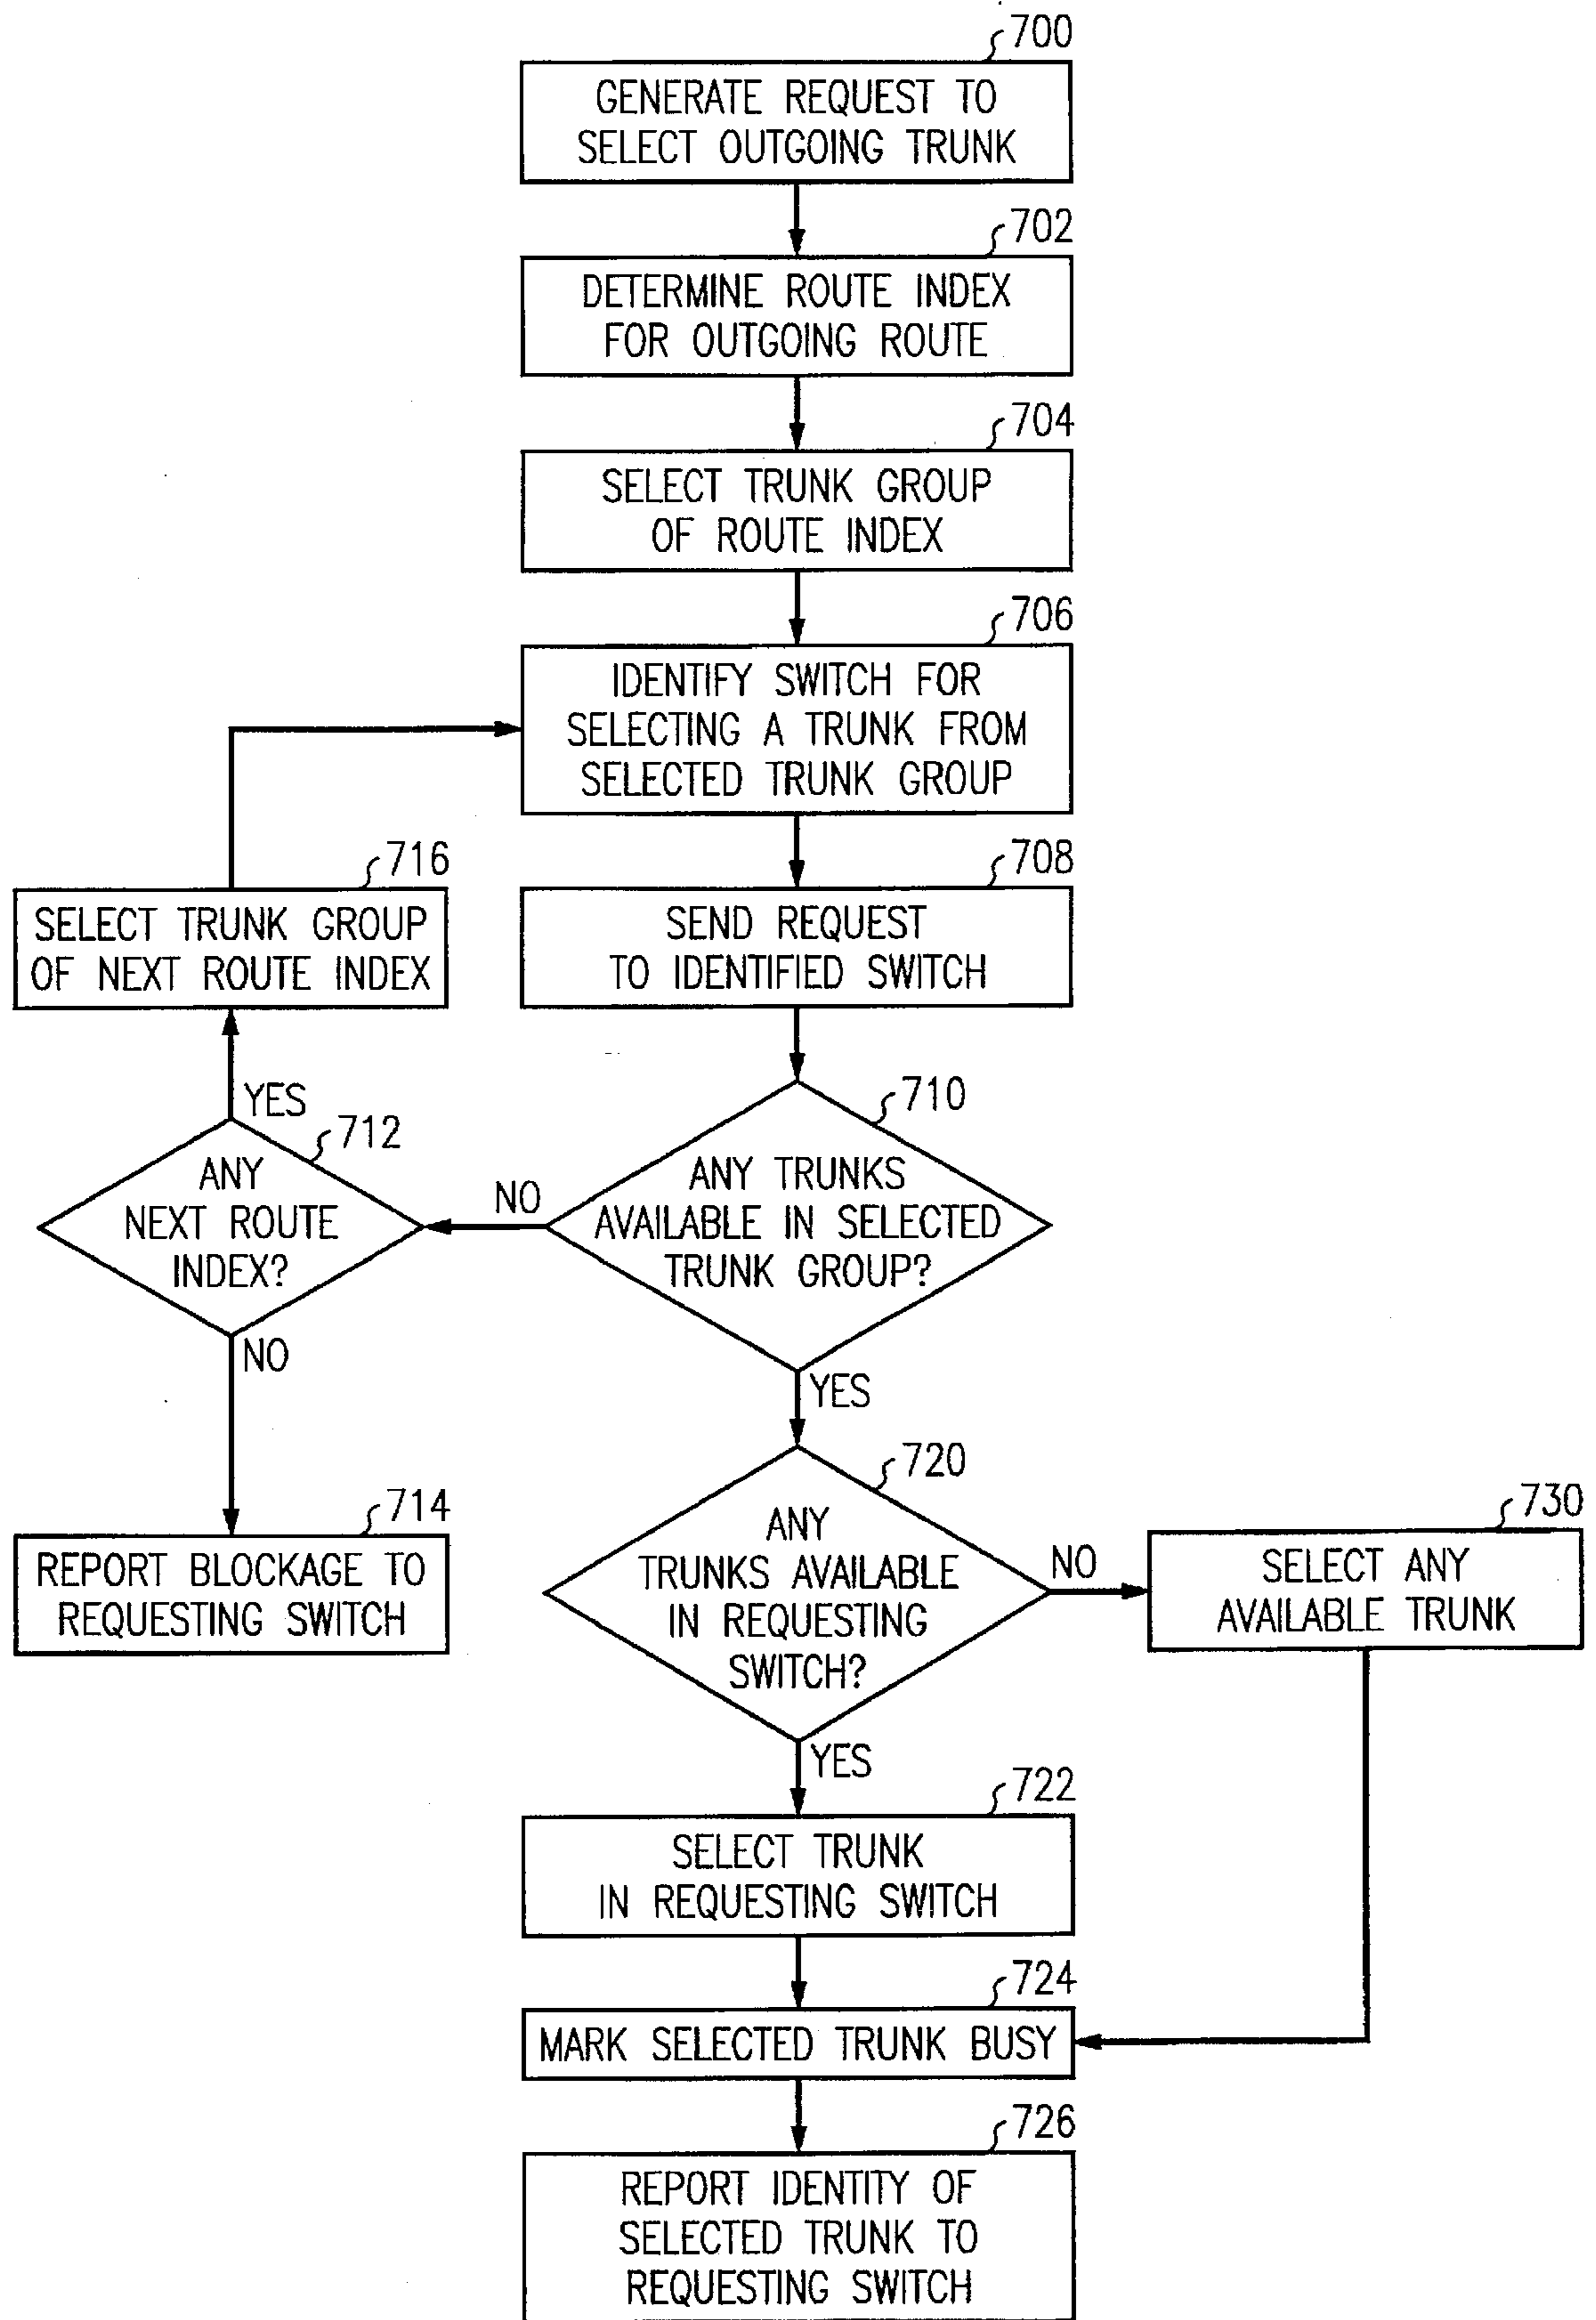 700
GENERATE REQUEST TO
SELECT OUTGOING TRUNK
702
DETERMINE ROUTE INDEX
FOR OUTGOING ROUTE
704
SELECT TRUNK GROUP
OF ROUTE INDEX
706
IDENTIFY SWITCH FOR
SELECTING A TRUNK FROM
SELECTED TRUNK GROUP
716
SELECT TRUNK GROUP
OF NEXT ROUTE INDEX
708
SEND REQUEST
TO IDENTIFIED SWITCH
YES
712
ANY
NEXT ROUTE
INDEX?
NO
710
ANY TRUNKS
AVAILABLE IN SELECTED
TRUNK GROUP?
NO
YES
714
REPORT BLOCKAGE TO
REQUESTING SWITCH
720
ANY
TRUNKS AVAILABLE
IN REQUESTING
SWITCH?
NO
730
SELECT ANY
AVAILABLE TRUNK
YES
722
SELECT TRUNK
IN REQUESTING SWITCH
724
MARK SELECTED TRUNK BUSY
726
REPORT IDENTITY OF
SELECTED TRUNK TO
REQUESTING SWITCH